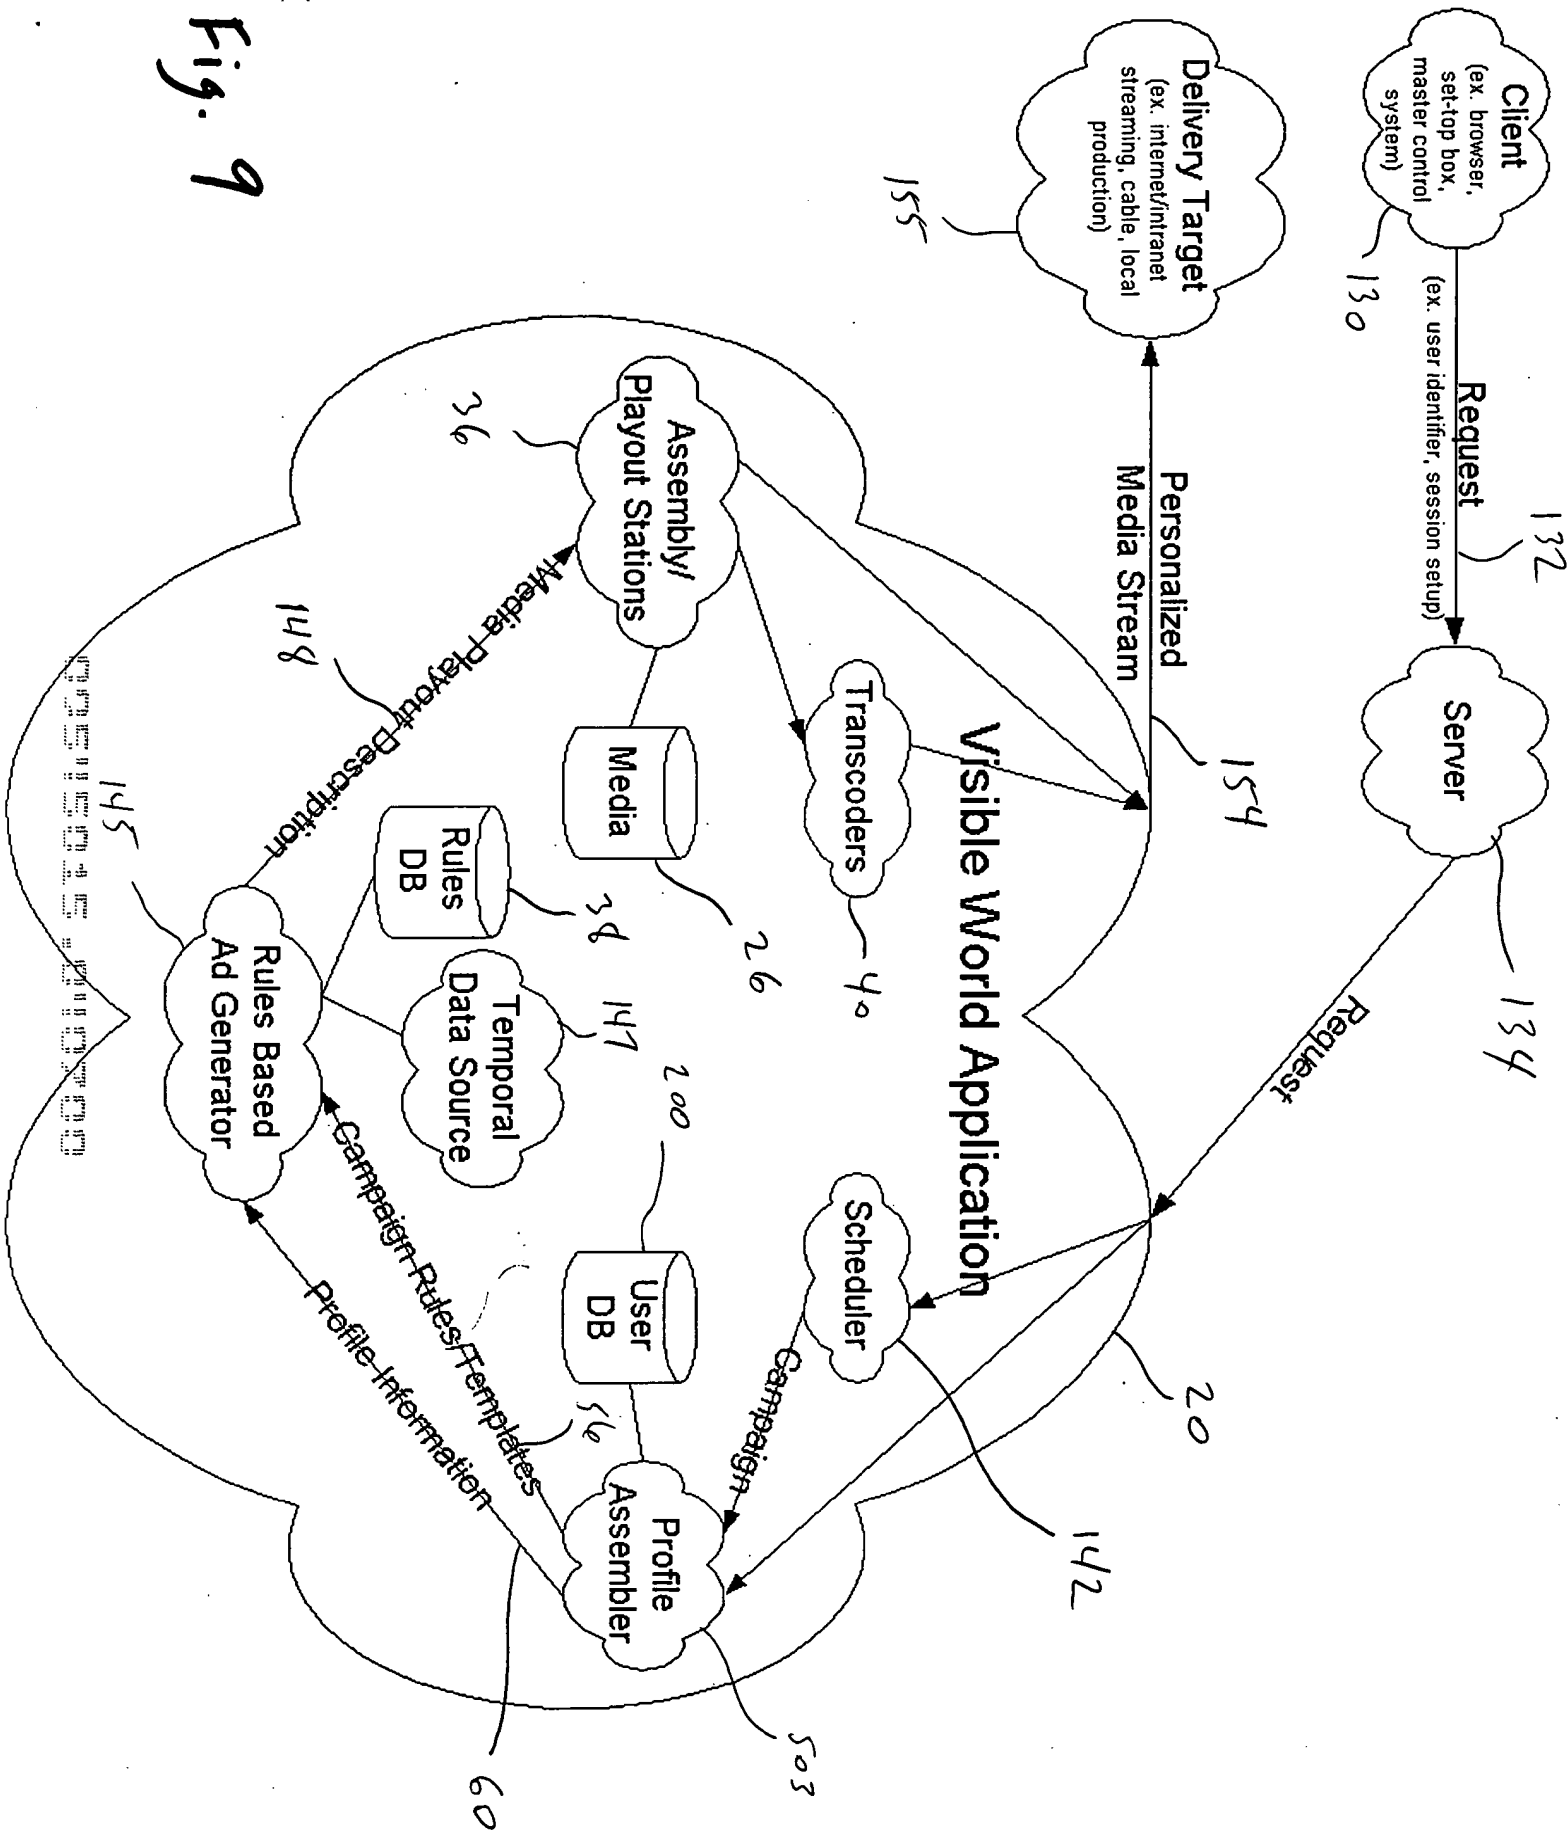 Client
(ex. browser,
set-top box,
master control
system)
130
Request
(ex. user identifier, session setup)
132
Server
134
Request
Delivery Target
(ex. internet/intranet
streaming, cable, local
production)
155
Personalized
Media Stream
154
Visible World Application
20
Assembly/
Playout Stations
36
Transcoders
40
Media
26
Scheduler
142
Campaign
User
DB
200
Profile
Assembler
503
Media Playout Description
148
Rules
DB
38
Temporal
Data Source
147
Campaign Rules/Templates
56
Profile Information
60
Rules Based
Ad Generator
145
Fig. 9